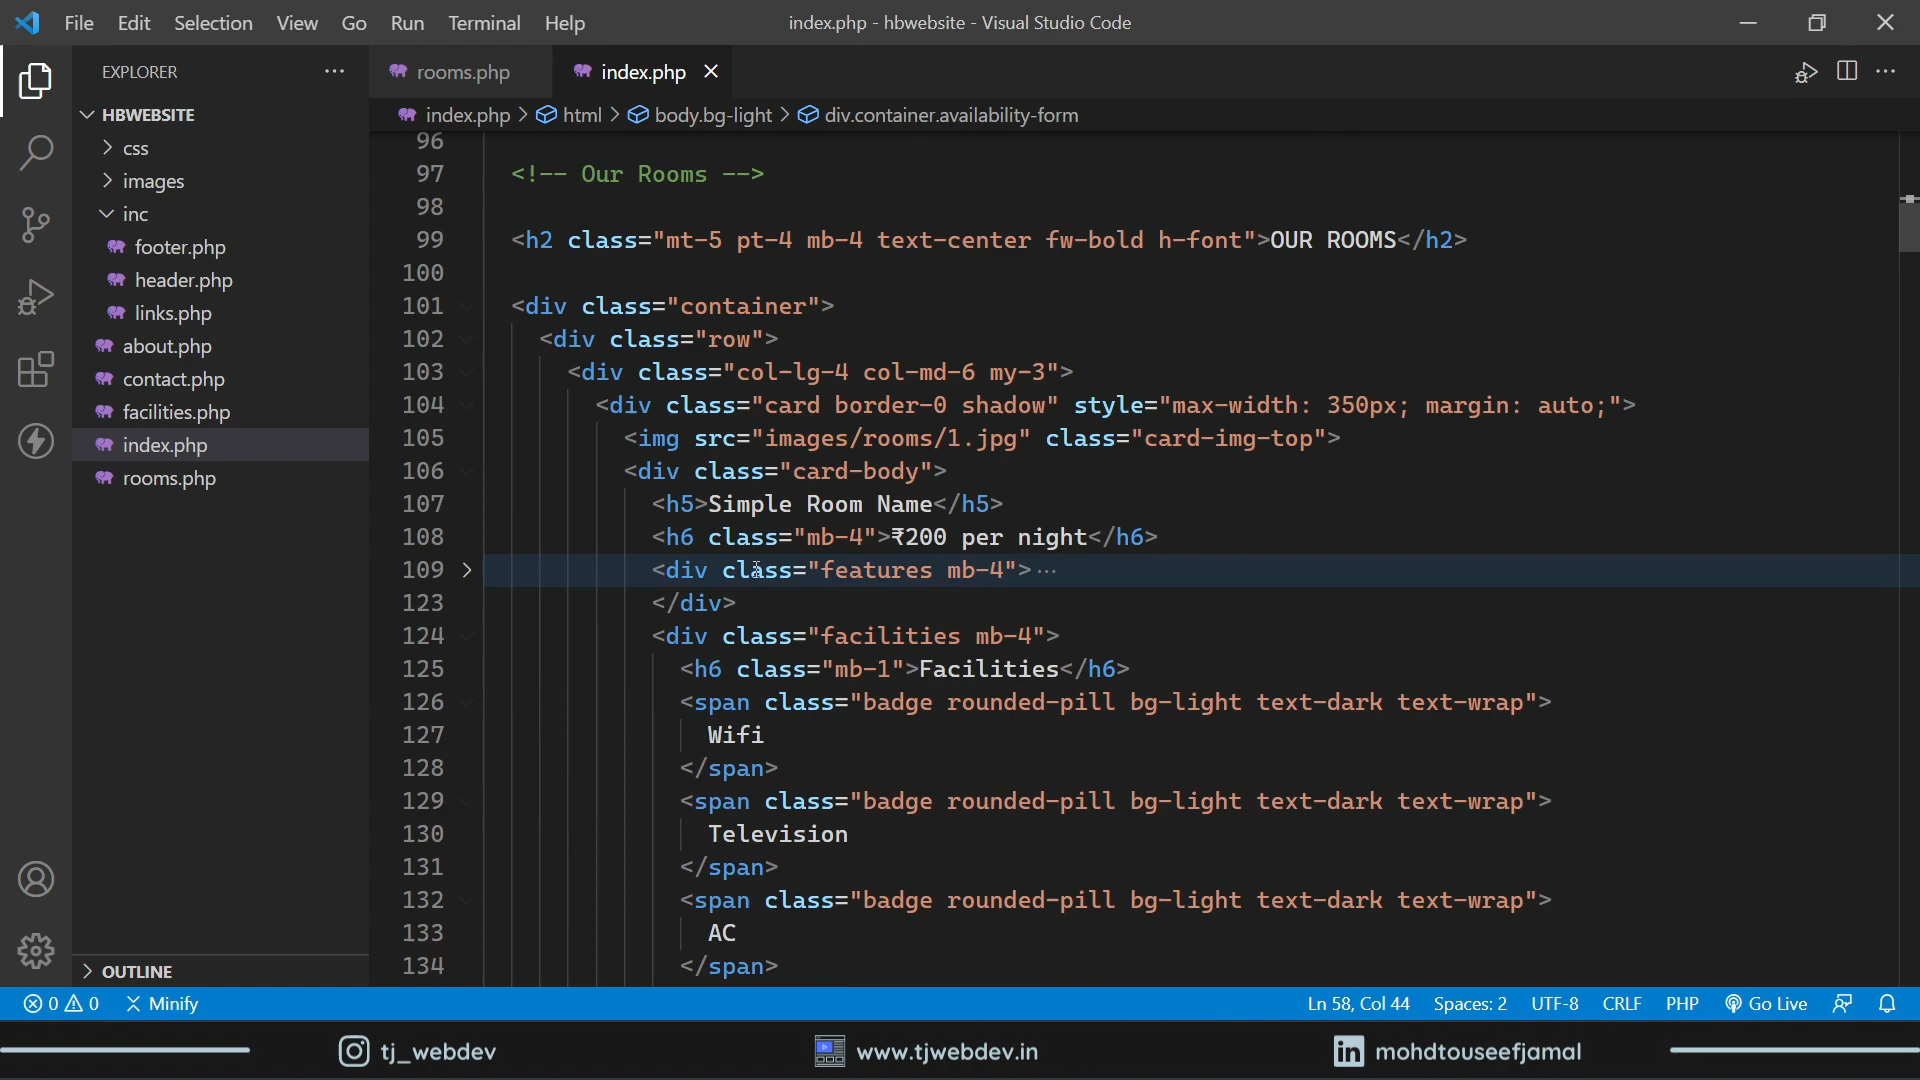 File Edit Selection View Go Run Terminal Help
index.php - hbwebsite - Visual Studio Code
EXPLORER
HBWEBSITE
css
images
inc
footer.php
header.php
links.php
about.php
contact.php
facilities.php
index.php
rooms.php
OUTLINE
rooms.php index.php
index.php > html > body.bg-light > div.container.availability-form
96
97 <!-- Our Rooms -->
98
99 <h2 class="mt-5 pt-4 mb-4 text-center fw-bold h-font">OUR ROOMS</h2>
100
101 <div class="container">
102 <div class="row">
103 <div class="col-lg-4 col-md-6 my-3">
104 <div class="card border-0 shadow" style="max-width: 350px; margin: auto;">
105 <img src="images/rooms/1.jpg" class="card-img-top">
106 <div class="card-body">
107 <h5>Simple Room Name</h5>
108 <h6 class="mb-4">₹200 per night</h6>
109 <div class="features mb-4">...
123 </div>
124 <div class="facilities mb-4">
125 <h6 class="mb-1">Facilities</h6>
126 <span class="badge rounded-pill bg-light text-dark text-wrap">
127 Wifi
128 </span>
129 <span class="badge rounded-pill bg-light text-dark text-wrap">
130 Television
131 </span>
132 <span class="badge rounded-pill bg-light text-dark text-wrap">
133 AC
134 </span>
0 0 Minify Ln 58, Col 44 Spaces: 2 UTF-8 CRLF PHP Go Live
tj_webdev www.tjwebdev.in in mohdtouseefjamal